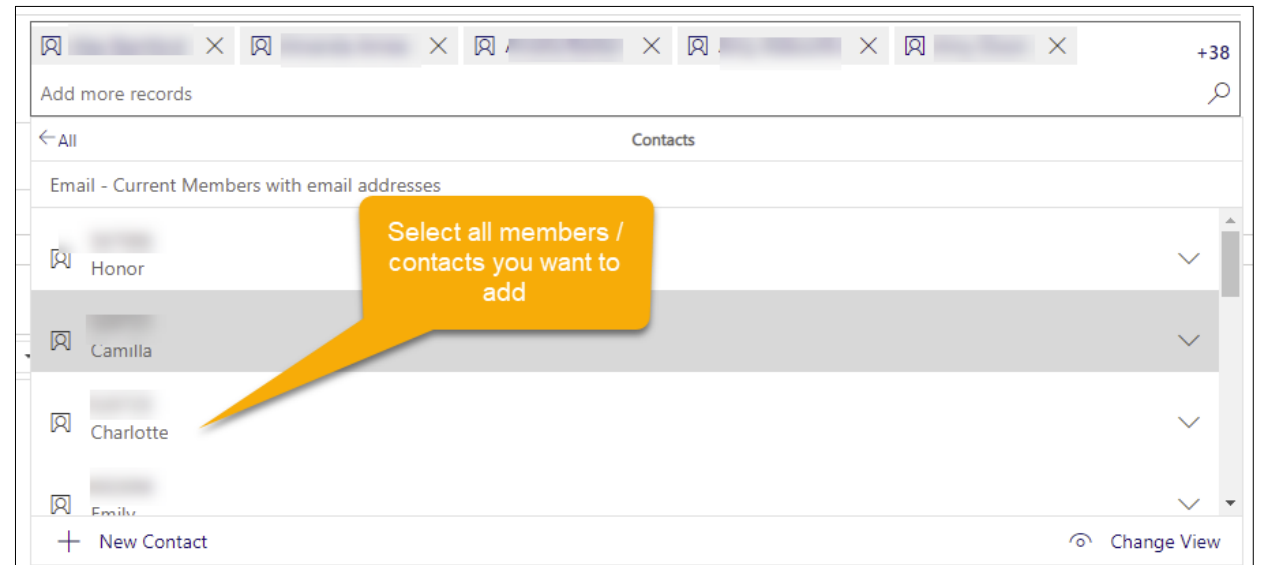 +38
Add more records
All
Contacts
Email - Current Members with email addresses
Select all members /
contacts you want to
add
Honor
Camilla
Charlotte
Emily
New Contact
Change View